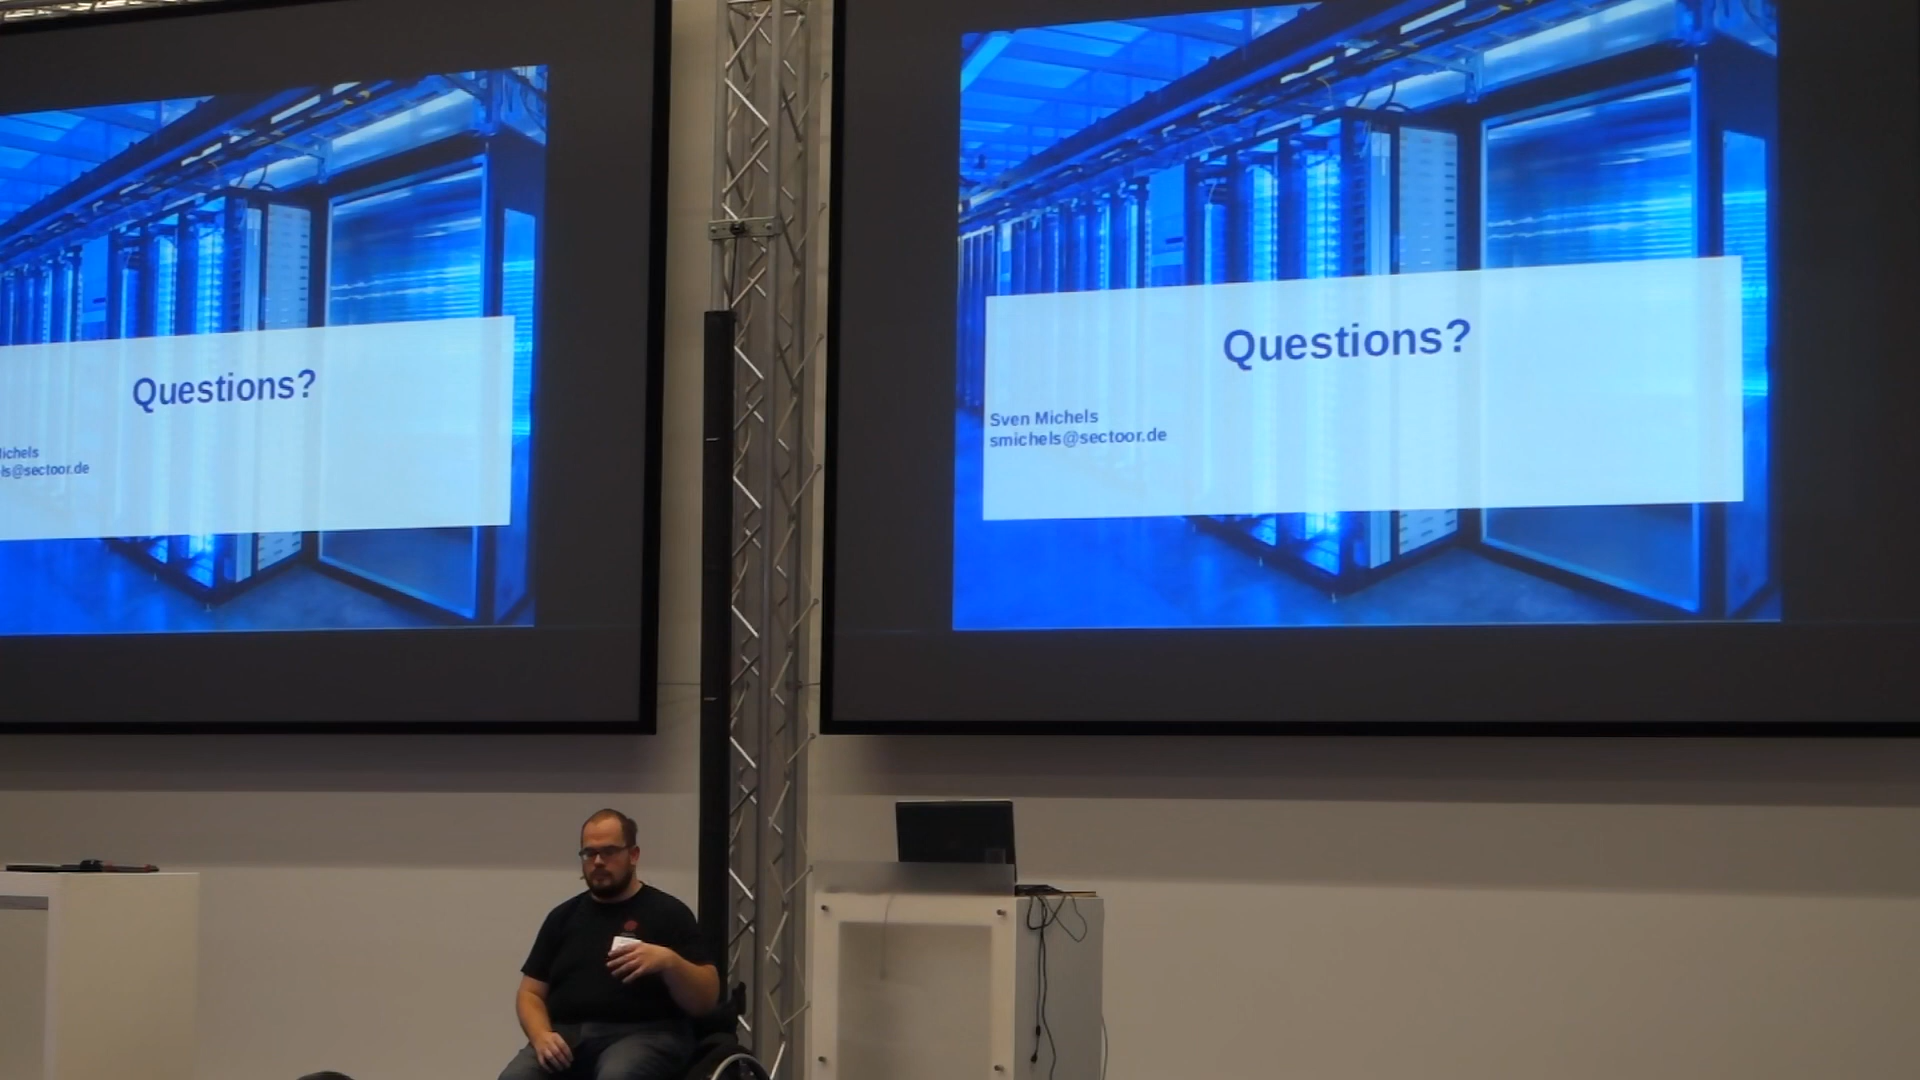 Questions?
ichels
ls@sectoor.de
Questions?
Sven Michels
smichels@sectoor.de